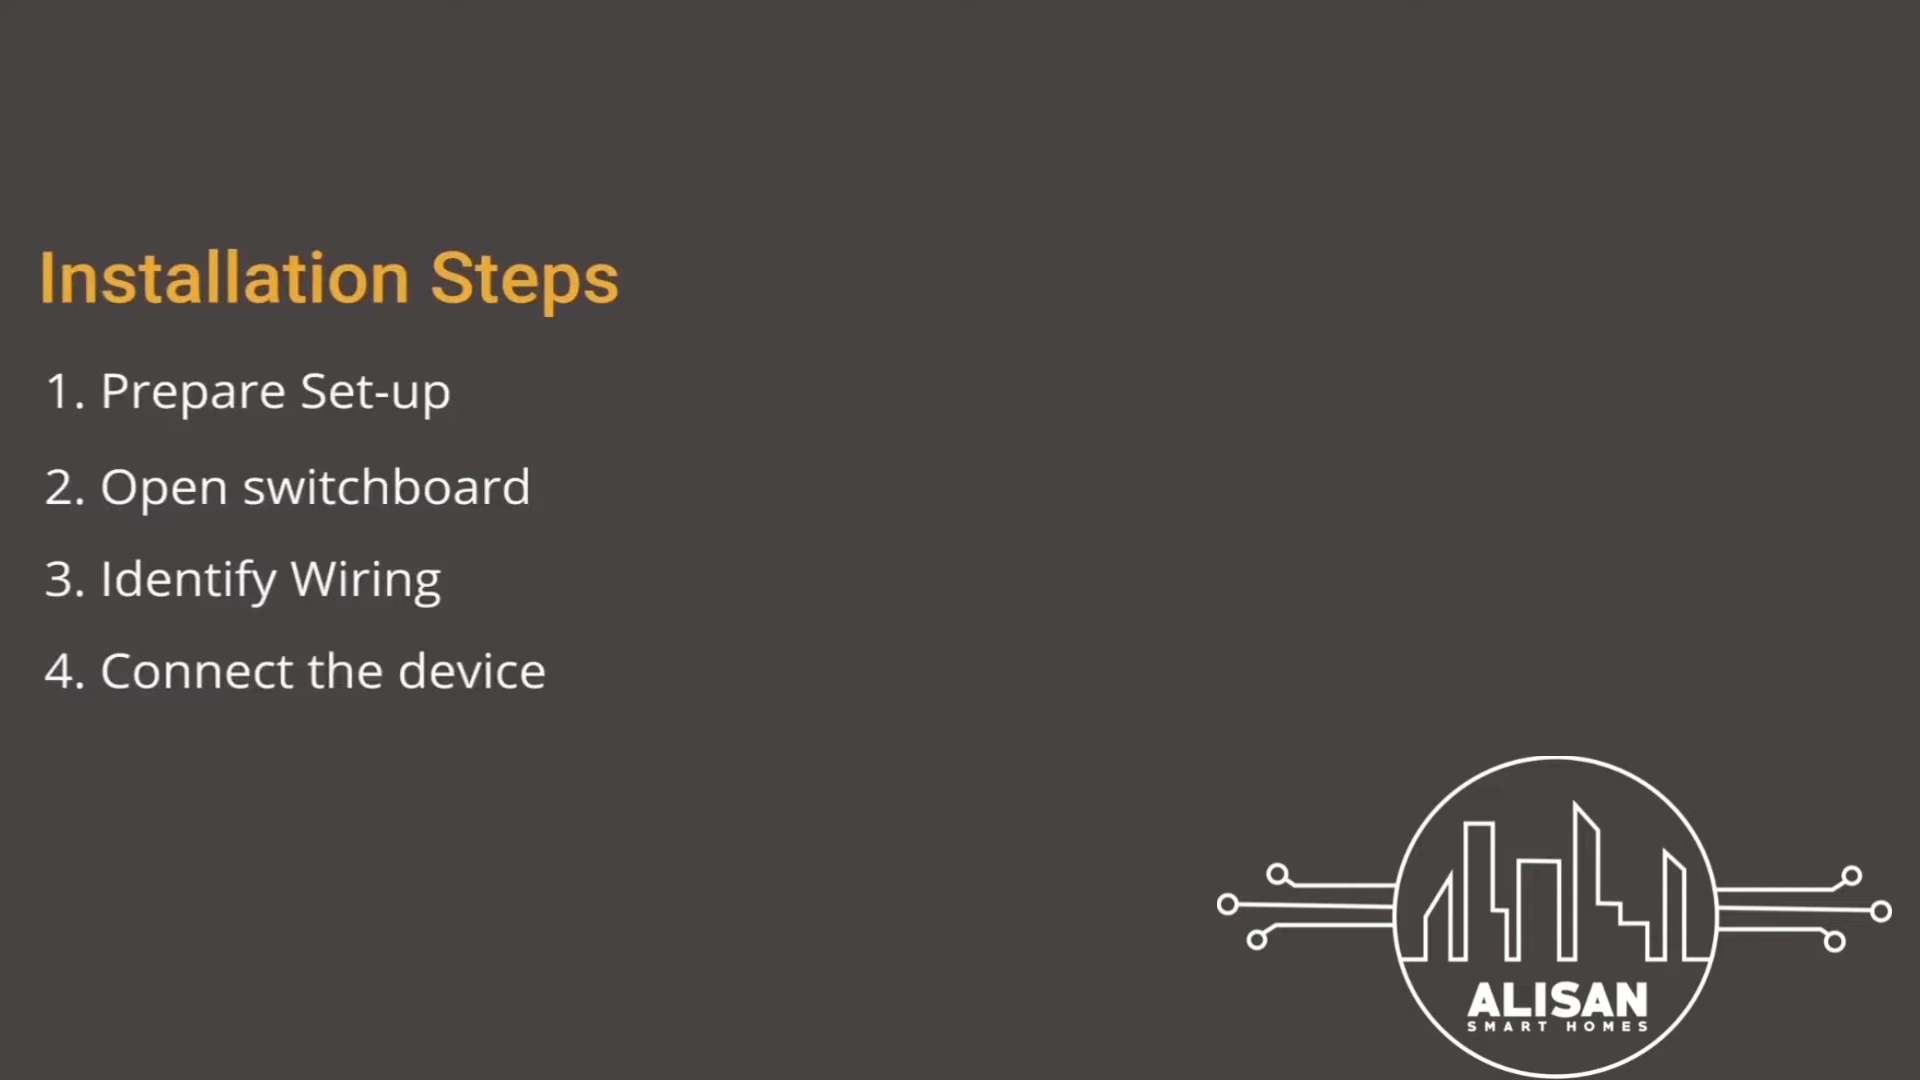 Installation Steps
1. Prepare Set-up
2. Open switchboard
3. Identify Wiring
4. Connect the device
ALISAN
SMART HOMES